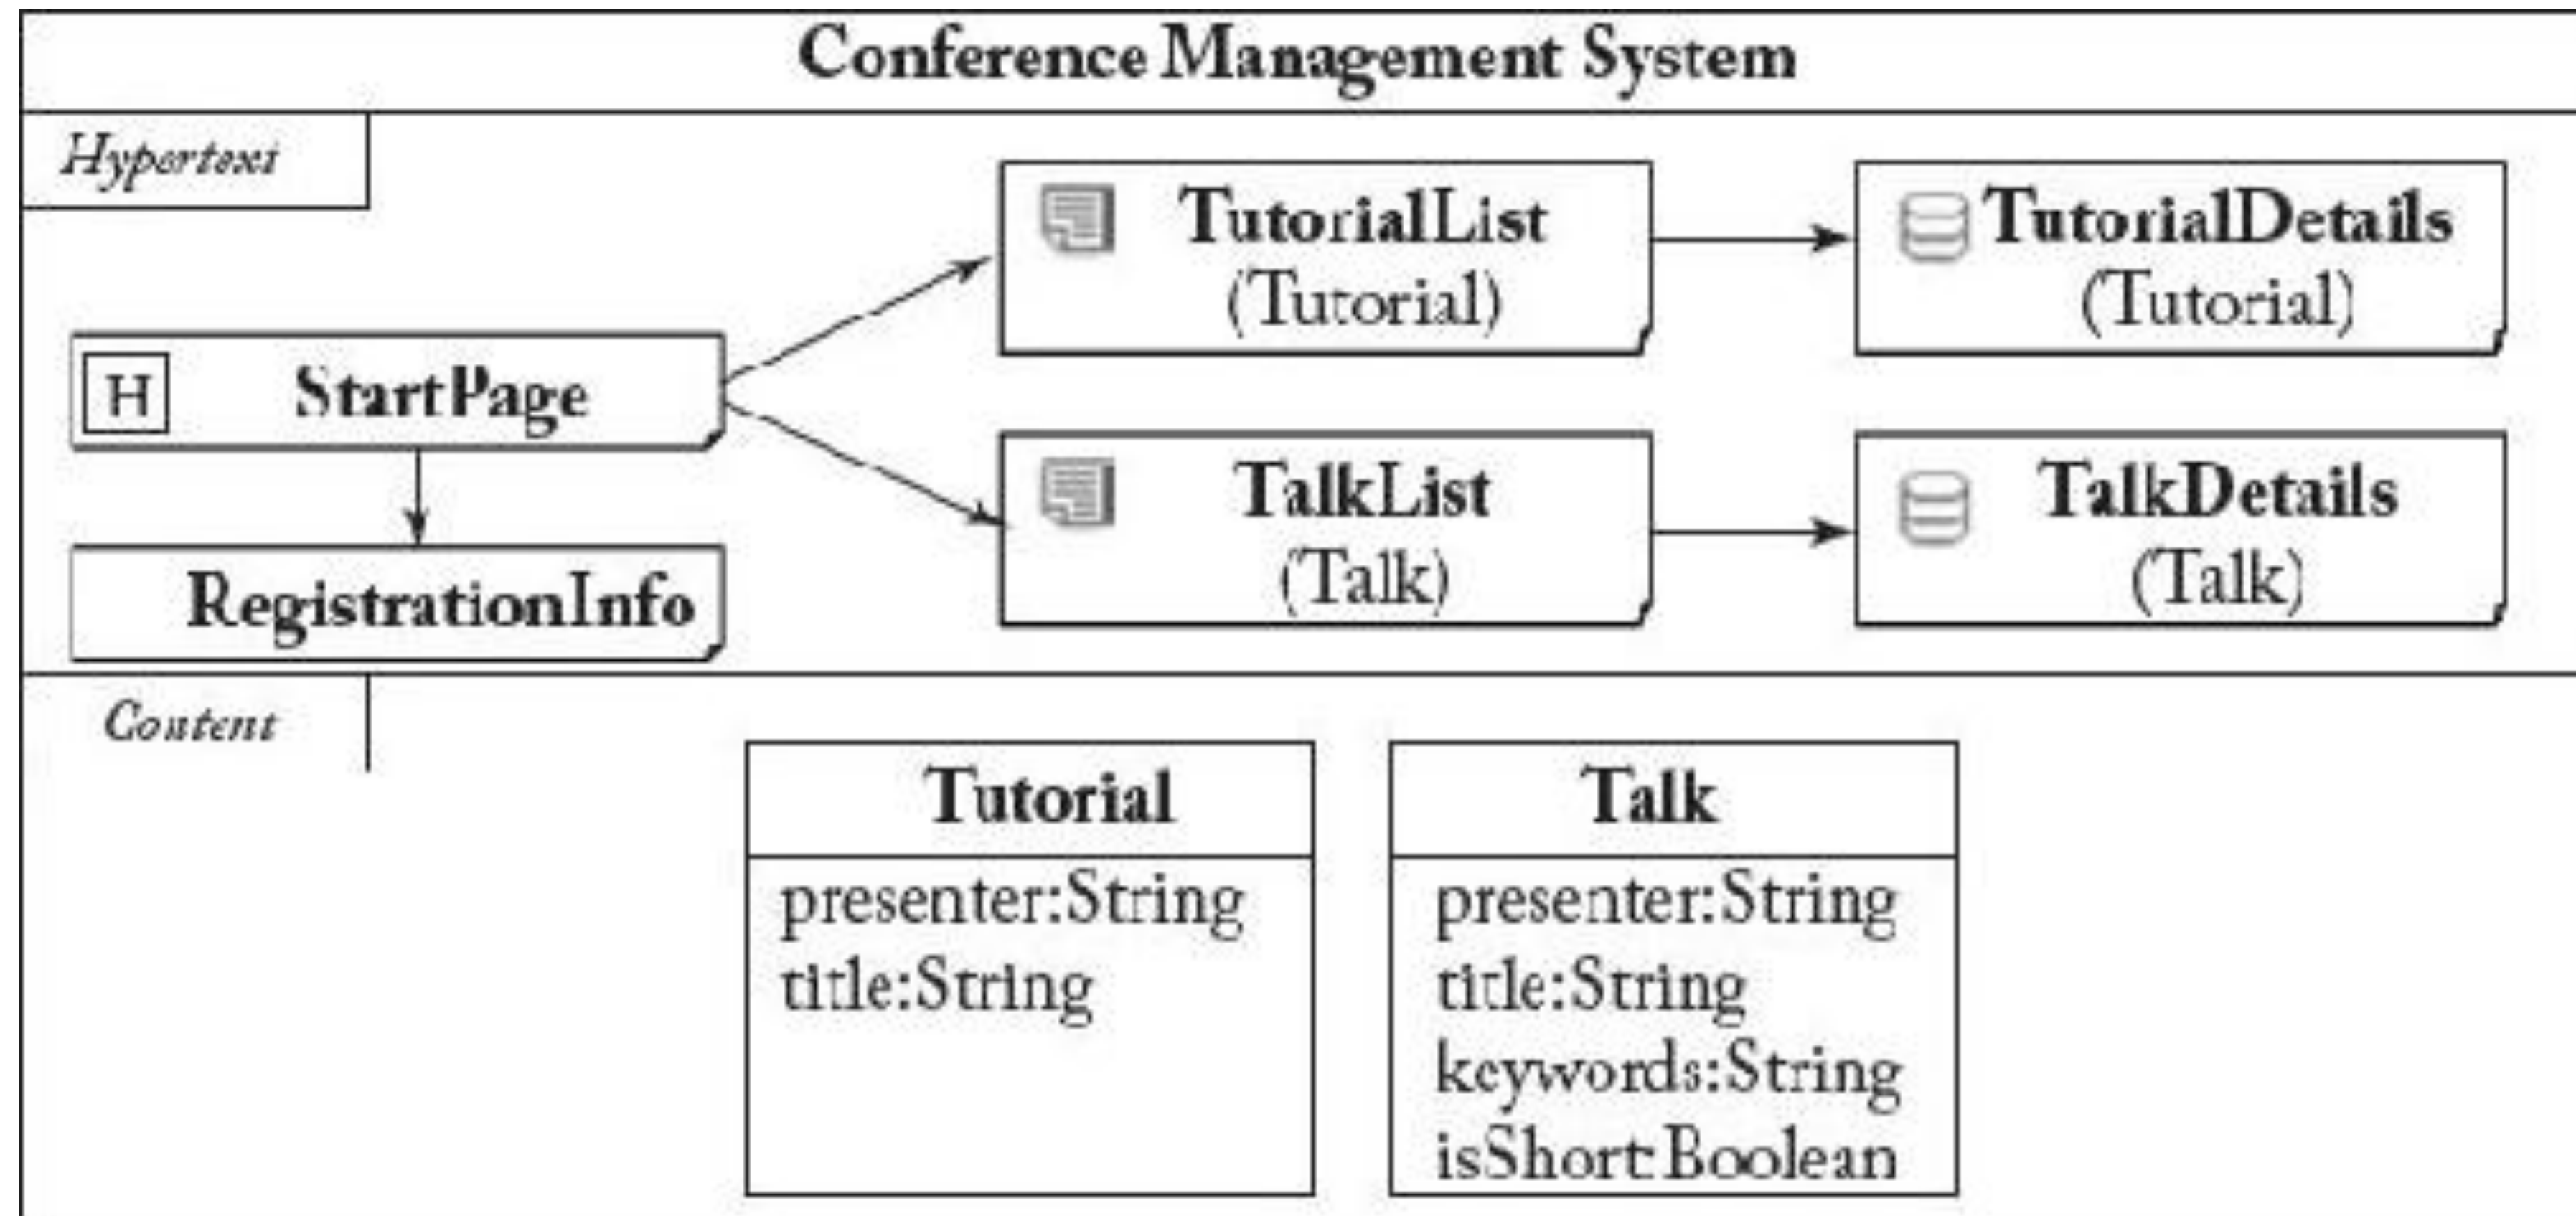 Conference Management System
Hypertext
TutorialList
(Tutorial)
TutorialDetails
(Tutorial)
H
StartPage
TalkList
(Talk)
TalkDetails
(Talk)
RegistrationInfo
Content
Tutorial
presenter:String
title:String
Talk
presenter:String
title:String
keywords:String
isShort:Boolean